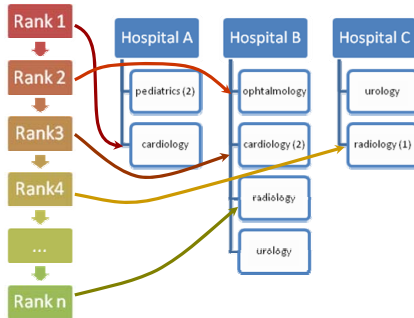 Rank 1
Rank 2
Rank3
Rank4
...
Rank n
Hospital A
pediatrics (2)
cardiology
Hospital B
ophtalmology
cardiology (2)
radiology
urology
Hospital C
urology
radiology (1)